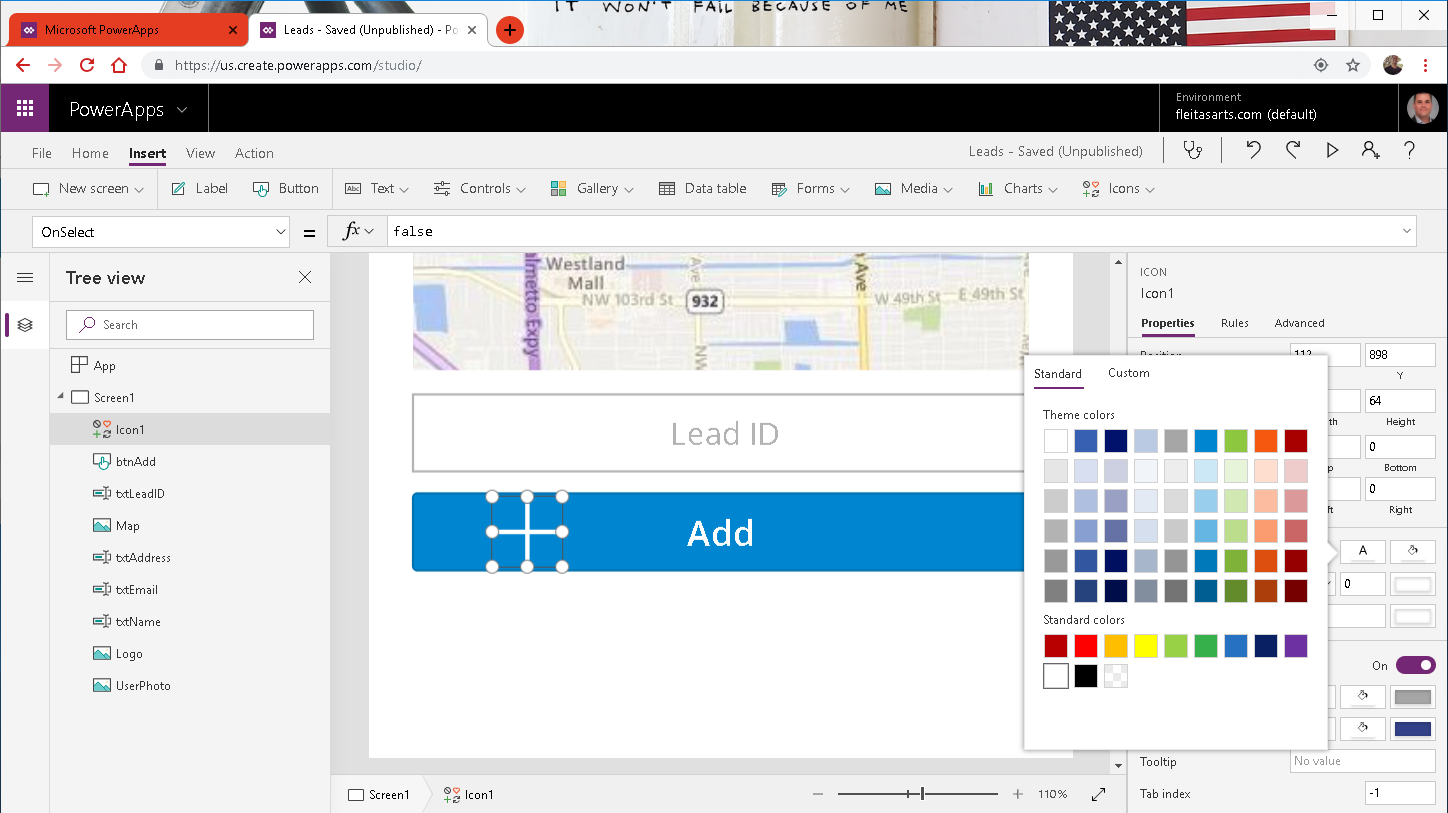 IT WON'T FAIL BECAUSE OF ME
Microsoft PowerApps
Leads - Saved (Unpublished) - Po
https://us.create.powerapps.com/studio/
PowerApps
Environment
fleitasarts.com (default)
File Home Insert View Action
Leads - Saved (Unpublished)
New screen Label Button Text Controls Gallery Data table Forms Media Charts Icons
OnSelect = fx false
Tree view
Search
App
Screen1
Icon1
btnAdd
txtLeadID
Map
txtAddress
txtEmail
txtName
Logo
UserPhoto
Westland
Mall
NW 103rd St
932
W 49th St
E 49th St
lmetto Expy
Ave
NW
Ave
Lead ID
Add
Screen1 Icon1
110%
ICON
Icon1
Properties Rules Advanced
898
Y
64
Height
0
Bottom
0
Right
A
0
On
Tooltip No value
Tab index -1
Standard Custom
Theme colors
Standard colors